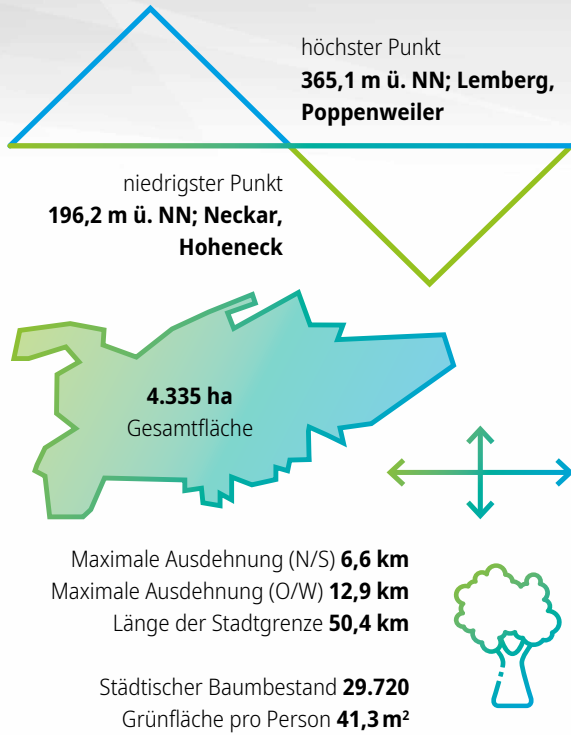 höchster Punkt
365,1 m ü. NN; Lemberg,
Poppenweiler
niedrigster Punkt
196,2 m ü. NN; Neckar,
Hoheneck
4.335 ha
Gesamtfläche
Maximale Ausdehnung (N/S) 6,6 km
Maximale Ausdehnung (O/W) 12,9 km
Länge der Stadtgrenze 50,4 km
Städtischer Baumbestand 29.720
Grünfläche pro Person 41,3 m²